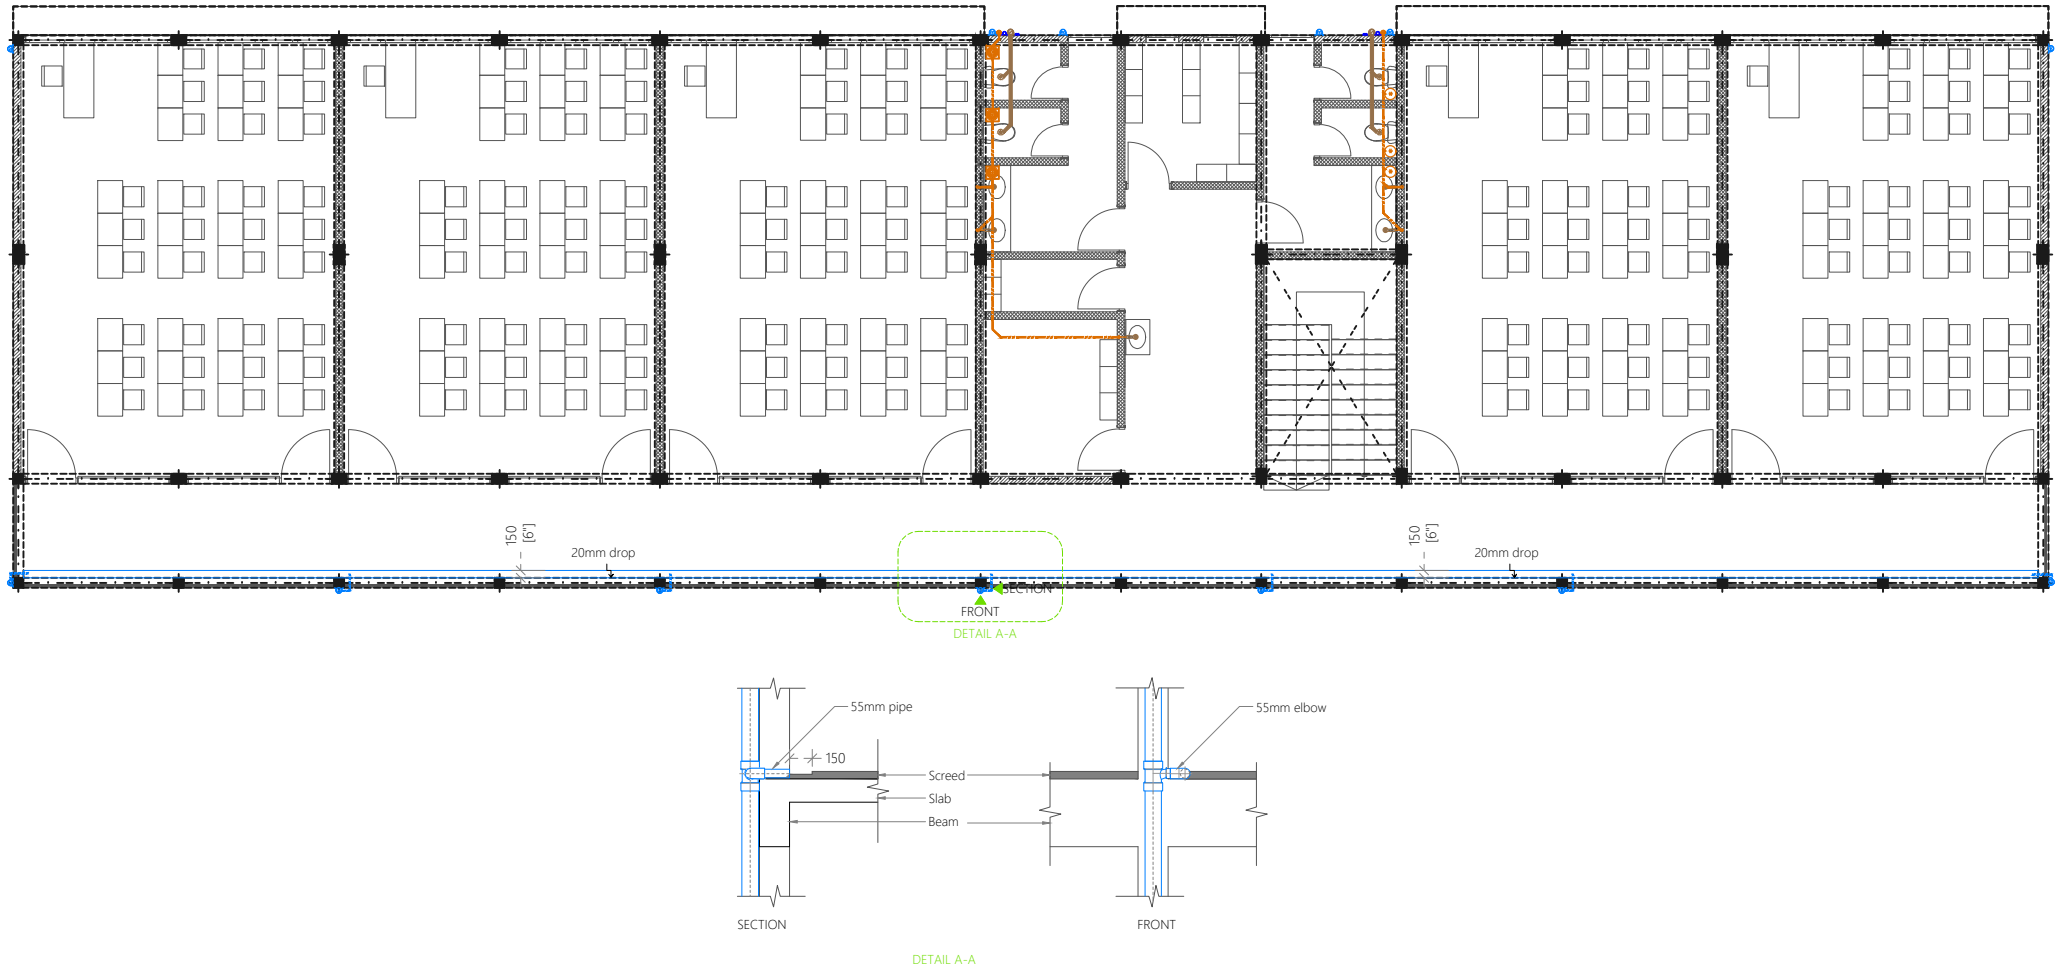 150
[6"]
20mm drop
150
[6"]
20mm drop
SECTION
FRONT
DETAIL A-A
55mm pipe
55mm elbow
150
Screed
Slab
Beam
SECTION
FRONT
DETAIL A-A